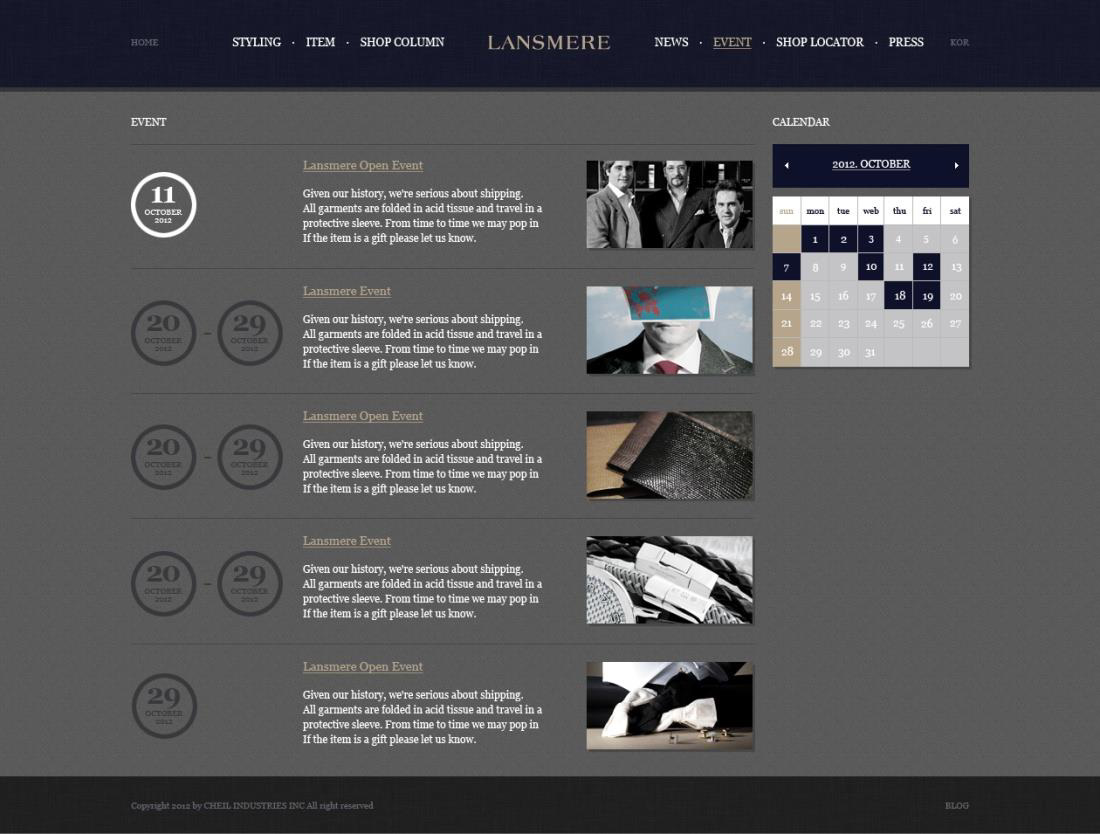 HOME
STYLING · ITEM · SHOP COLUMN
LANSMERE
NEWS · EVENT · SHOP LOCATOR · PRESS
KOR
EVENT
11
OCTOBER
2012
Lansmere Open Event
Given our history, we're serious about shipping.
All garments are folded in acid tissue and travel in a
protective sleeve. From time to time we may pop in
If the item is a gift please let us know.
20 - 29
OCTOBER OCTOBER
2012 2012
Lansmere Event
Given our history, we're serious about shipping.
All garments are folded in acid tissue and travel in a
protective sleeve. From time to time we may pop in
If the item is a gift please let us know.
20 - 29
OCTOBER OCTOBER
2012 2012
Lansmere Open Event
Given our history, we're serious about shipping.
All garments are folded in acid tissue and travel in a
protective sleeve. From time to time we may pop in
If the item is a gift please let us know.
20 - 29
OCTOBER OCTOBER
2012 2012
Lansmere Event
Given our history, we're serious about shipping.
All garments are folded in acid tissue and travel in a
protective sleeve. From time to time we may pop in
If the item is a gift please let us know.
29
OCTOBER
2012
Lansmere Open Event
Given our history, we're serious about shipping.
All garments are folded in acid tissue and travel in a
protective sleeve. From time to time we may pop in
If the item is a gift please let us know.
CALENDAR
2012. OCTOBER
sun mon tue web thu fri sat
1 2 3 4 5 6
7 8 9 10 11 12 13
14 15 16 17 18 19 20
21 22 23 24 25 26 27
28 29 30 31
Copyright 2012 by CHEIL INDUSTRIES INC All right reserved
BLOG